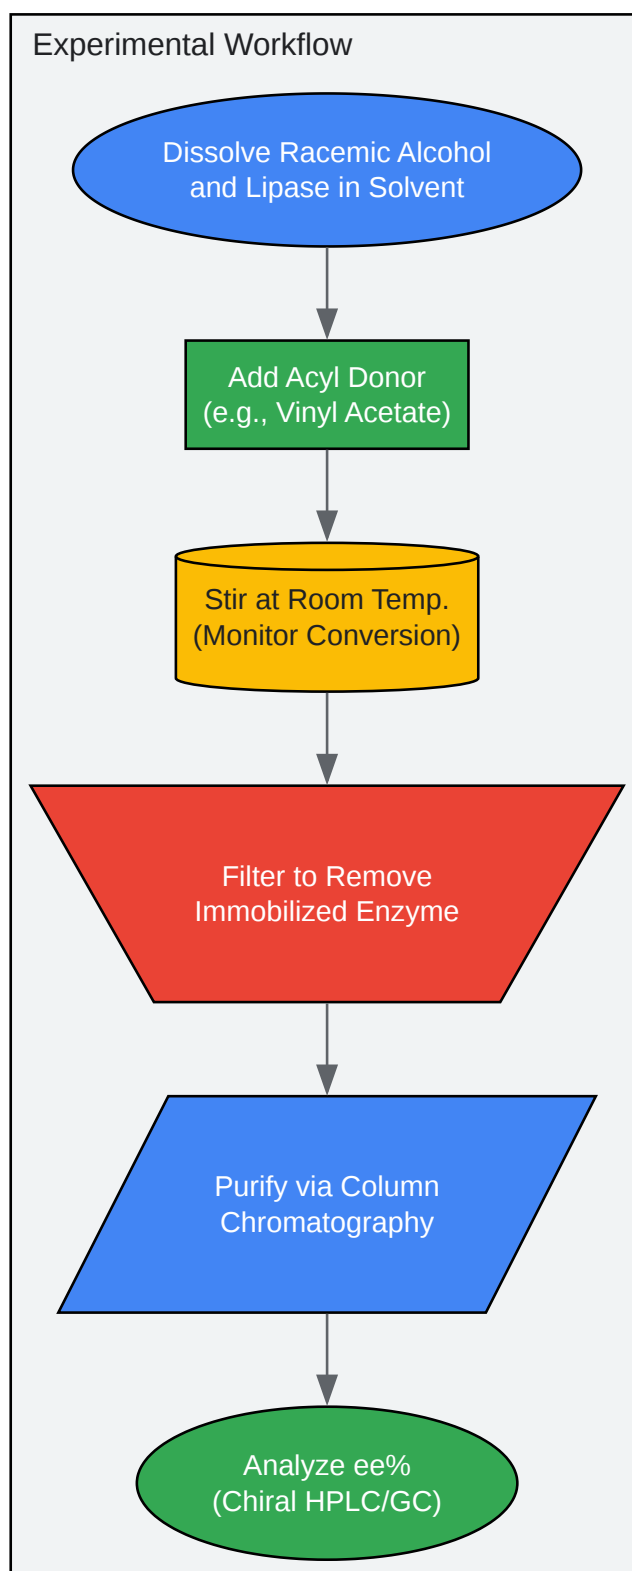 Experimental Workflow
Dissolve Racemic Alcohol
and Lipase in Solvent
Add Acyl Donor
(e.g., Vinyl Acetate)
Stir at Room Temp.
(Monitor Conversion)
Filter to Remove
Immobilized Enzyme
Purify via Column
Chromatography
Analyze ee%
(Chiral HPLC/GC)